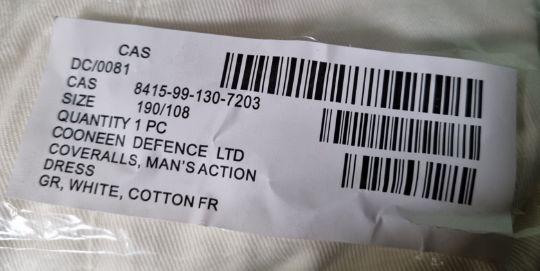 CAS
DC/0081
CAS 8415-99-130-7203
SIZE 190/108
QUANTITY 1 PC
COONEEN DEFENCE LTD
COVERALLS, MAN'S ACTION
DRESS
GR, WHITE, COTTON FR